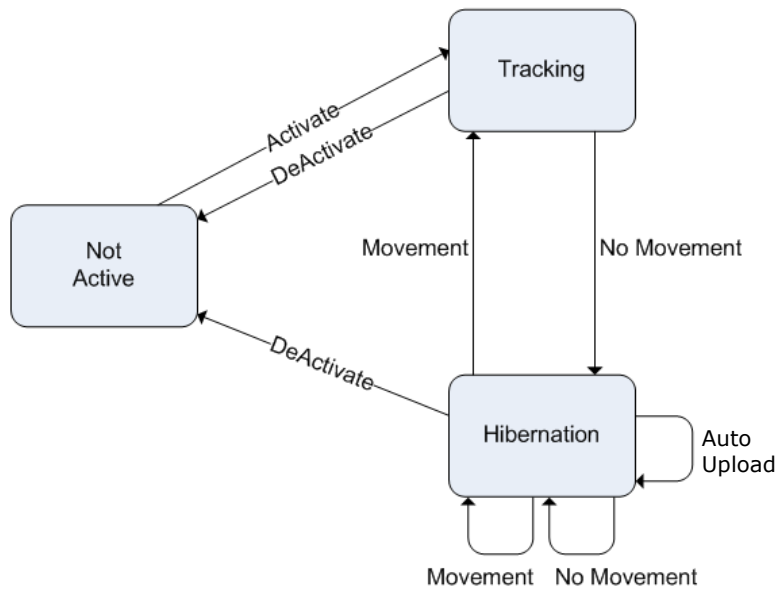 Tracking
Activate
DeActivate
Not
Active
Movement
No Movement
DeActivate
Hibernation
Auto
Upload
Movement
No Movement